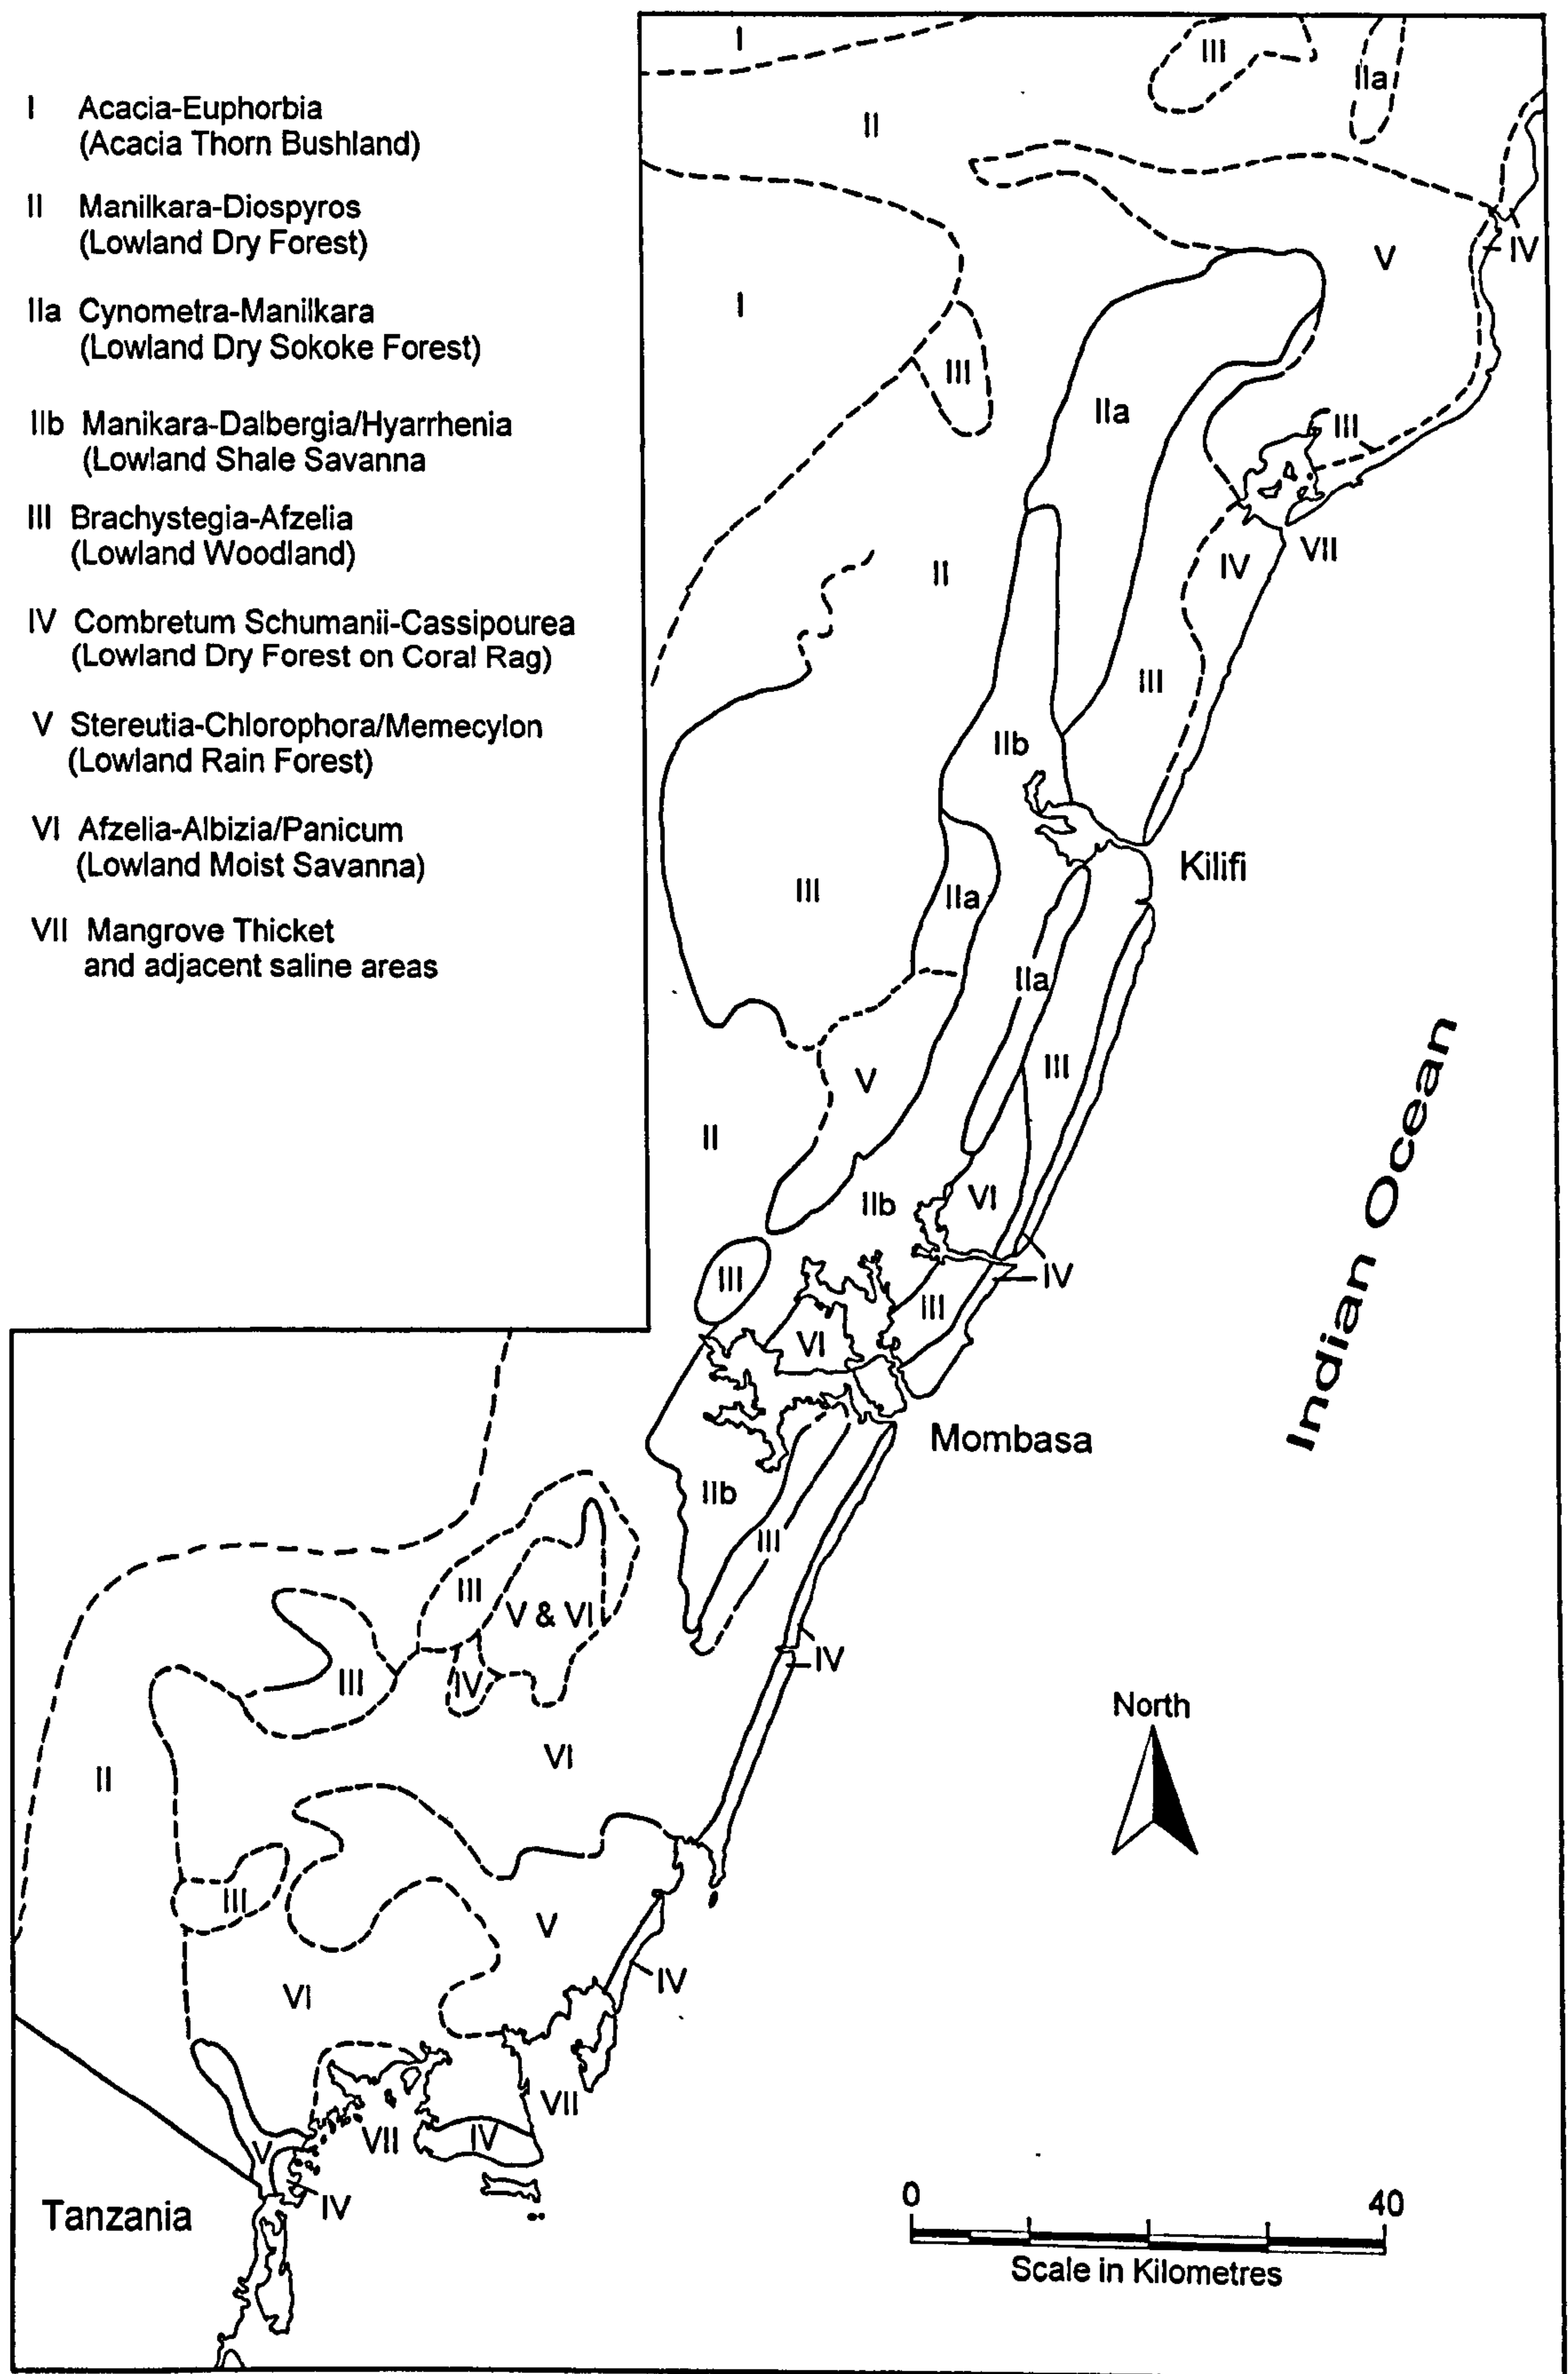 I Acacia-Euphorbia
(Acacia Thorn Bushland)
II Manilkara-Diospyros
(Lowland Dry Forest)
IIa Cynometra-Manilkara
(Lowland Dry Sokoke Forest)
IIb Manikara-Dalbergia/Hyarrhenia
(Lowland Shale Savanna
III Brachystegia-Afzelia
(Lowland Woodland)
IV Combretum Schumanii-Cassipourea
(Lowland Dry Forest on Coral Rag)
V Stereutia-Chlorophora/Memecylon
(Lowland Rain Forest)
VI Afzelia-Albizia/Panicum
(Lowland Moist Savanna)
VII Mangrove Thicket
and adjacent saline areas
I
III
IIa
II
V
IV
I
III
IIa
III
VII
IV
II
III
IIb
Kilifi
III
IIa
IIa
III
V
II
VI
IIb
IV
III
III
VI
Mombasa
Indian Ocean
IIb
III
III
V & VI
IV
III
IV
North
VI
II
III
V
IV
VI
VII
VII
IV
V
IV
Tanzania
0 40
Scale in Kilometres